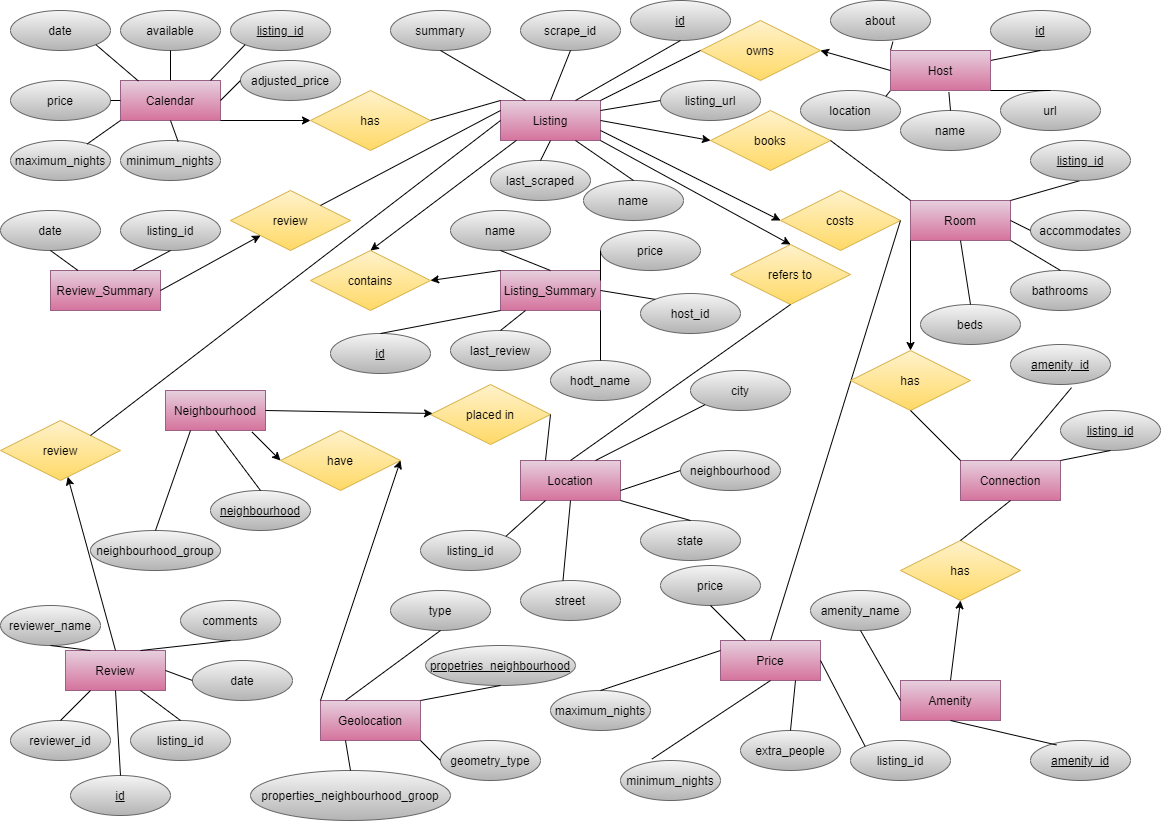 date
available
listing_id
summary
scrape_id
id
about
id
owns
Host
adjusted_price
price
Calendar
has
Listing
listing_url
location
url
name
books
maximum_nights
minimum_nights
last_scraped
name
listing_id
accommodates
date
listing_id
review
name
price
costs
Room
Review_Summary
contains
Listing_Summary
refers to
bathrooms
host_id
beds
id
last_review
hodt_name
has
amenity_id
city
Neighbourhood
placed in
listing_id
review
have
Location
neighbourhood
Connection
neighbourhood
neighbourhood_group
listing_id
state
street
has
price
type
amenity_name
reviewer_name
comments
propetries_neighbourhood
Review
date
Price
Amenity
maximum_nights
Geolocation
reviewer_id
listing_id
geometry_type
extra_people
listing_id
amenity_id
minimum_nights
id
properties_neighbourhood_groop